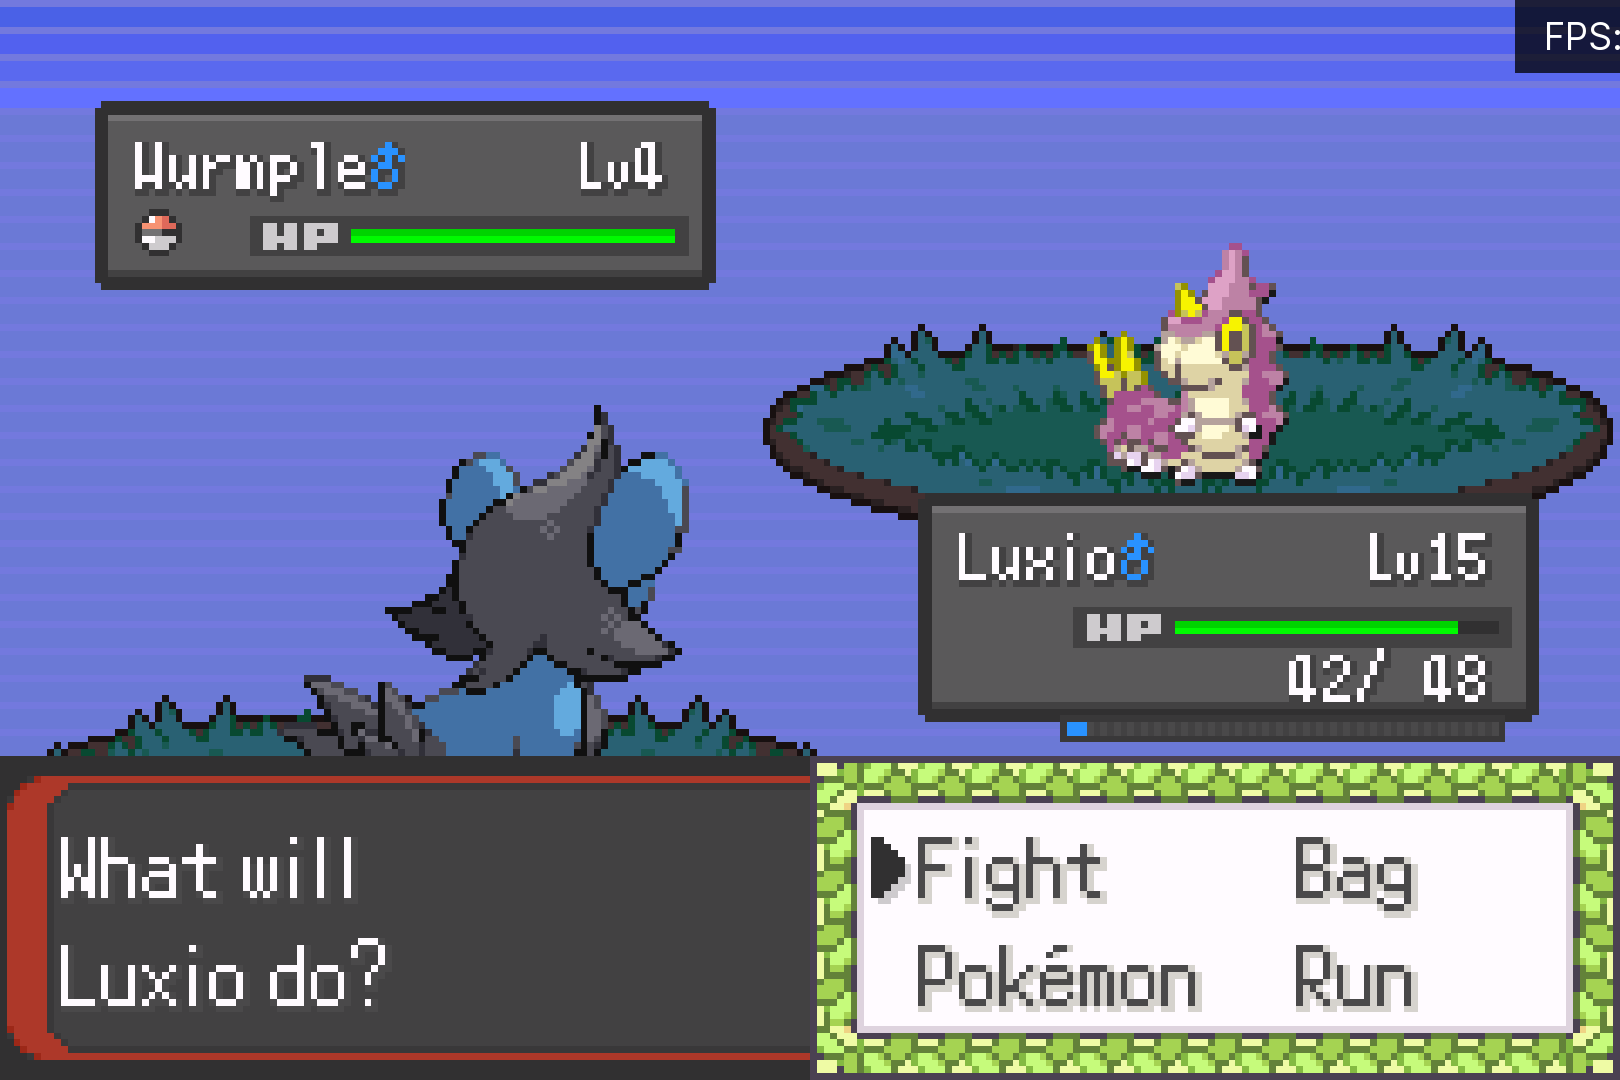 FPS:
Wurmple♂ Lv4
HP
Luxio♂ Lv15
HP
42/ 48
What will
Luxio do?
Fight Bag
Pokémon Run